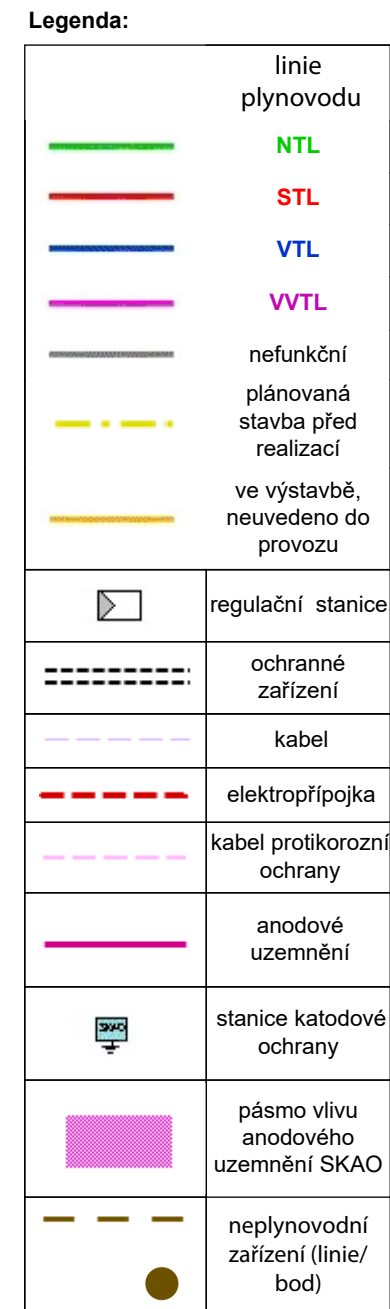 Legenda:
linie
plynovodu
NTL
STL
VTL
VVTL
nefunkční
plánovaná
stavba před
realizací
ve výstavbě,
neuvedeno do
provozu
regulační stanice
ochranné
zařízení
kabel
elektropřípojka
kabel protikorozní
ochrany
anodové
uzemnění
SKAO
stanice katodové
ochrany
pásmo vlivu
anodového
uzemnění SKAO
neplynovodní
zařízení (linie/
bod)